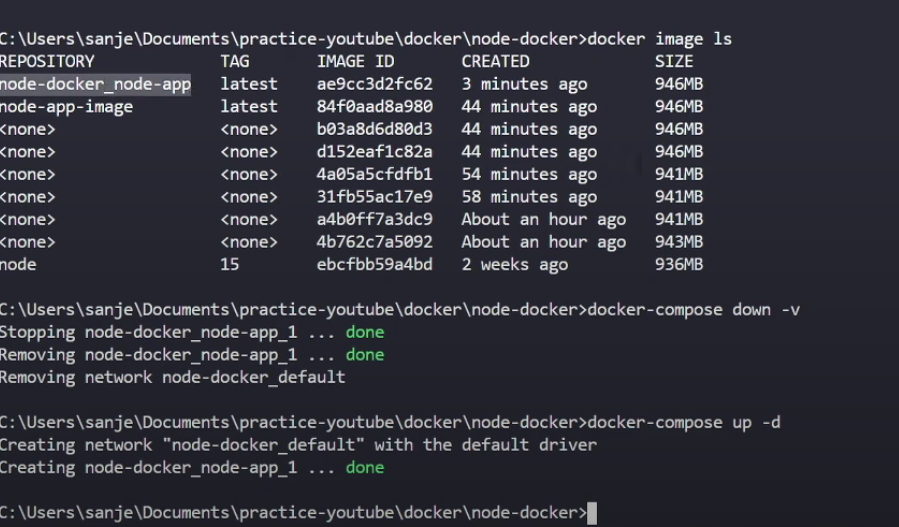 C:\Users\sanje\Documents\practice-youtube\docker\node-docker>docker image ls
REPOSITORY TAG IMAGE ID CREATED SIZE
node-docker_node-app latest ae9cc3d2fc62 3 minutes ago 946MB
node-app-image latest 84f0aad8a980 44 minutes ago 946MB
<none> <none> b03a8d6d80d3 44 minutes ago 946MB
<none> <none> d152eaf1c82a 44 minutes ago 946MB
<none> <none> 4a05a5cfdfb1 54 minutes ago 941MB
<none> <none> 31fb55ac17e9 58 minutes ago 941MB
<none> <none> a4b0ff7a3dc9 About an hour ago 941MB
<none> <none> 4b762c7a5092 About an hour ago 943MB
node 15 ebcfbb59a4bd 2 weeks ago 936MB
C:\Users\sanje\Documents\practice-youtube\docker\node-docker>docker-compose down -v
Stopping node-docker_node-app_1 ... done
Removing node-docker_node-app_1 ... done
Removing network node-docker_default
C:\Users\sanje\Documents\practice-youtube\docker\node-docker>docker-compose up -d
Creating network "node-docker_default" with the default driver
Creating node-docker_node-app_1 ... done
C:\Users\sanje\Documents\practice-youtube\docker\node-docker>